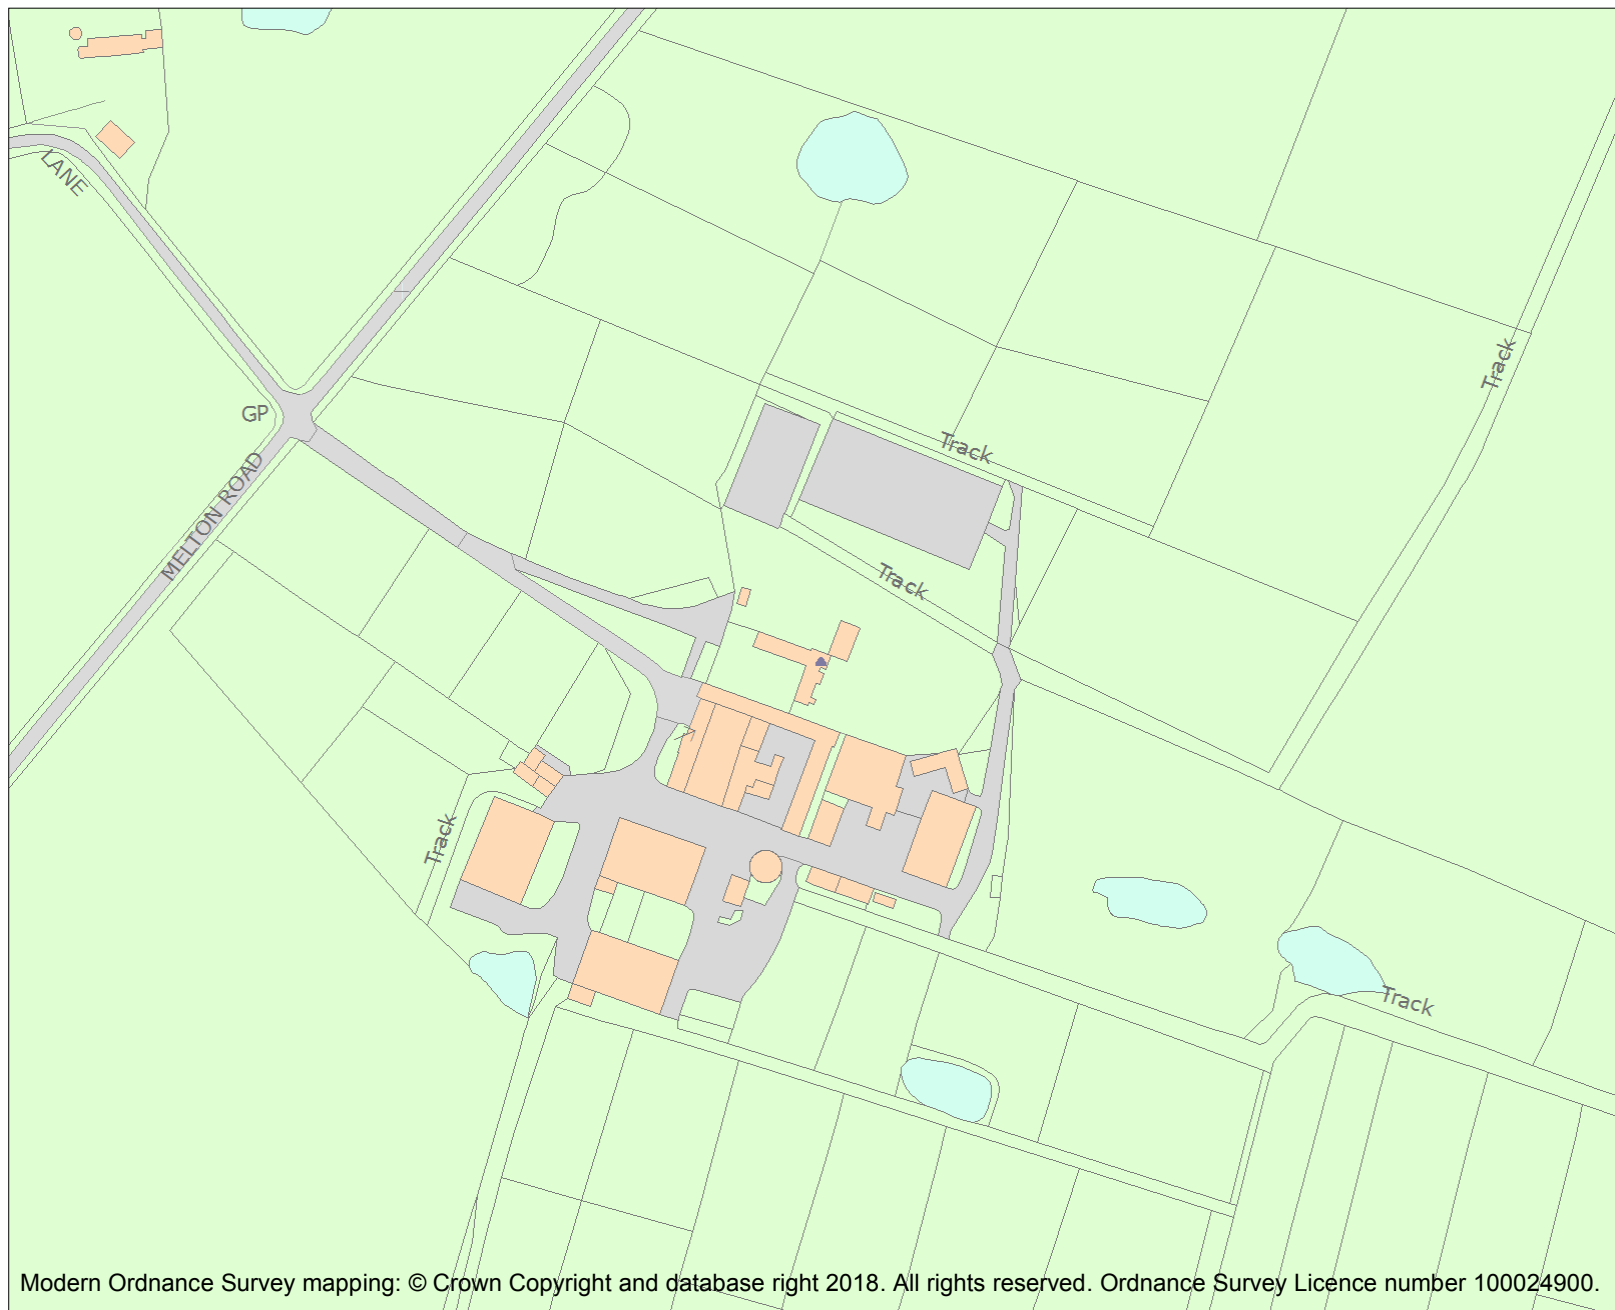 LANE
Track
GP
Track
MELTON ROAD
Track
Track
Track
Modern Ordnance Survey mapping: © Crown Copyright and database right 2018. All rights reserved. Ordnance Survey Licence number 100024900.